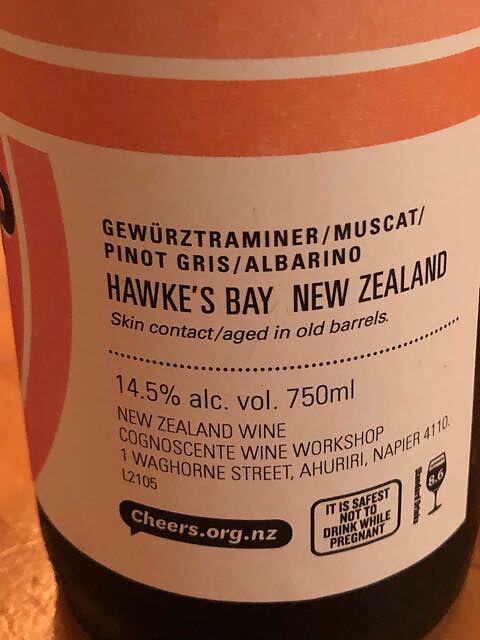 GEWÜRZTRAMINER/MUSCAT/
PINOT GRIS/ALBARINO
HAWKE'S BAY NEW ZEALAND
Skin contact/aged in old barrels.
14.5% alc. vol. 750ml
NEW ZEALAND WINE
COGNOSCENTE WINE WORKSHOP
1 WAGHORNE STREET, AHURIRI, NAPIER 4110.
L2105
Cheers.org.nz
IT IS SAFEST
NOT TO
DRINK WHILE
PREGNANT
Standard Drinks
8.6